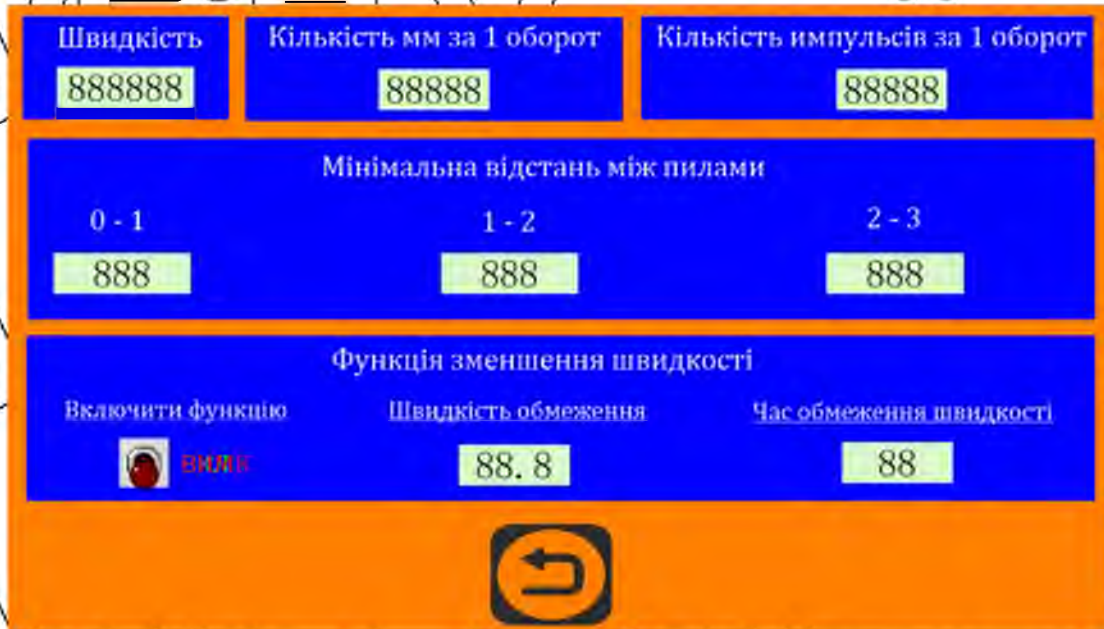 Швидкість Кількість мм за 1 оборот Кількість импульсів за 1 оборот
888888 88888 88888
Мінімальна відстань між пилами
0 - 1 1 - 2 2 - 3
888 888 888
Функція зменшення швидкості
Включити функцію Швидкість обмеження Час обмеження швидкості
88.8 88